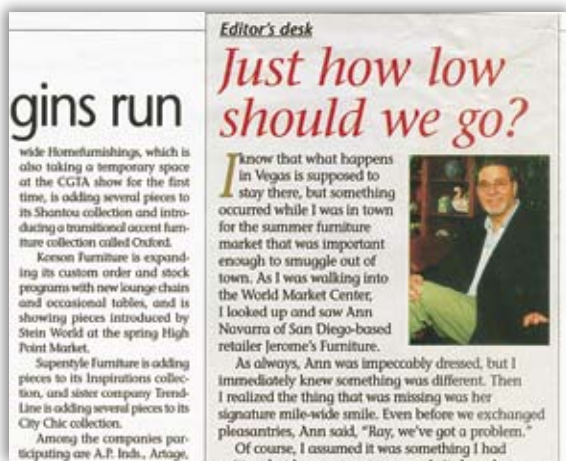 gins run
wide Homefurnishings, which is
also taking a temporary space
at the CGTA show for the first
time, is adding several pieces to
its Shantou collection and intro-
ducing a transitional accent furn-
iture collection called Oxford.
Korson Furniture is expand-
ing its custom order and stock
programs with new lounge chairs
and occasional tables, and is
showing pieces introduced by
Stein World at the spring High
Point Market.
Superstyle Furniture is adding
pieces to its Inspirations collec-
tion, and sister company Trend-
Line is adding several pieces to its
City Chic collection.
Among the companies par-
ticipating are A.P. Inds., Artage,
Editor's desk
Just how low
should we go?
I know that what happens
in Vegas is supposed to
stay there, but something
occurred while I was in town
for the summer furniture
market that was important
enough to smuggle out of
town. As I was walking into
the World Market Center,
I looked up and saw Ann
Navarra of San Diego-based
retailer Jerome's Furniture.
As always, Ann was impeccably dressed, but I
immediately knew something was different. Then
I realized the thing that was missing was her
signature mile-wide smile. Even before we exchanged
pleasantries, Ann said, "Ray, we've got a problem."
Of course, I assumed it was something I had